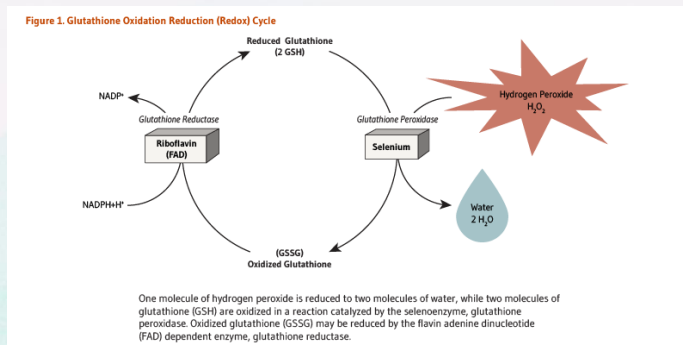 Figure 1. Glutathione Oxidation Reduction (Redox) Cycle
Reduced Glutathione
(2 GSH)
NADP⁺
Glutathione Reductase
Riboflavin
(FAD)
NADPH+H⁺
Glutathione Peroxidase
Selenium
Hydrogen Peroxide
H₂O₂
Water
2 H₂O
(GSSG)
Oxidized Glutathione
One molecule of hydrogen peroxide is reduced to two molecules of water, while two molecules of
glutathione (GSH) are oxidized in a reaction catalyzed by the selenoenzyme, glutathione
peroxidase. Oxidized glutathione (GSSG) may be reduced by the flavin adenine dinucleotide
(FAD) dependent enzyme, glutathione reductase.